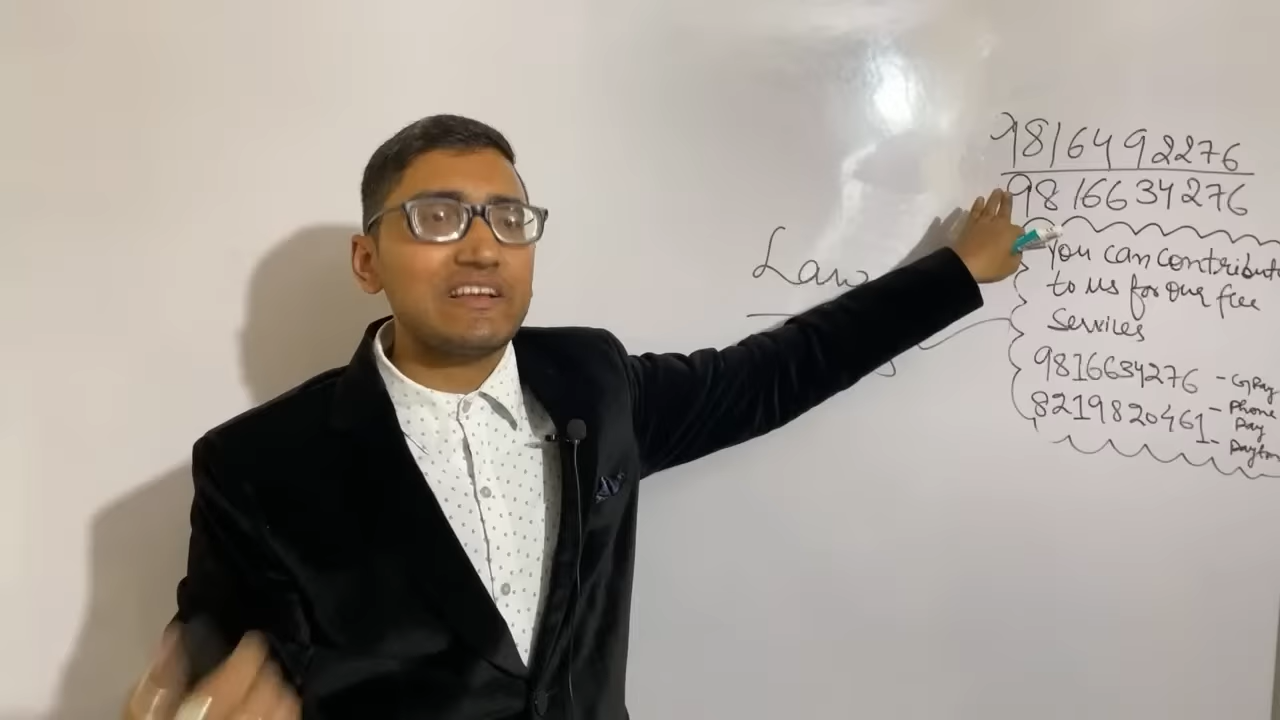 9816492276
9816634276
Law
You can contribute
to us for our free
Services
9816634276 - GPay
8219820461 - Phone
Pay
- Paytm